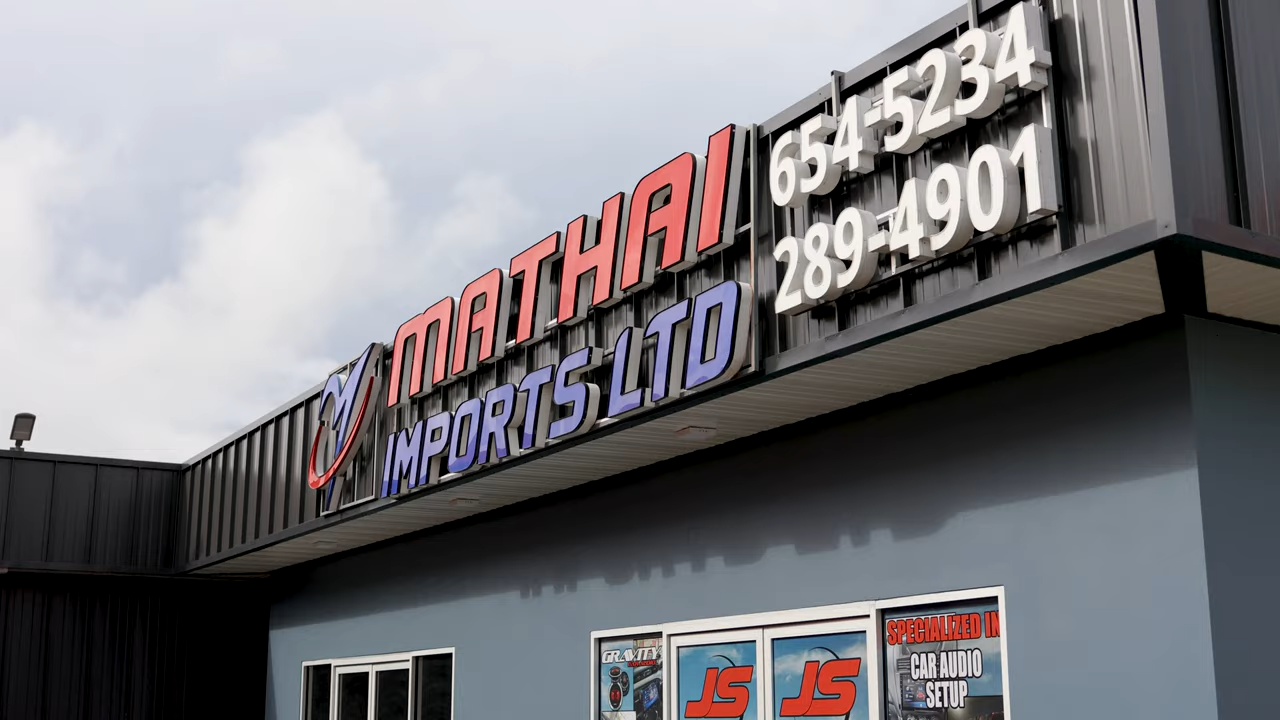 MATHAI
IMPORTS LTD
654-5234
289-4901
GRAVITY
JS
JS
SPECIALIZED IN
CAR AUDIO
SETUP